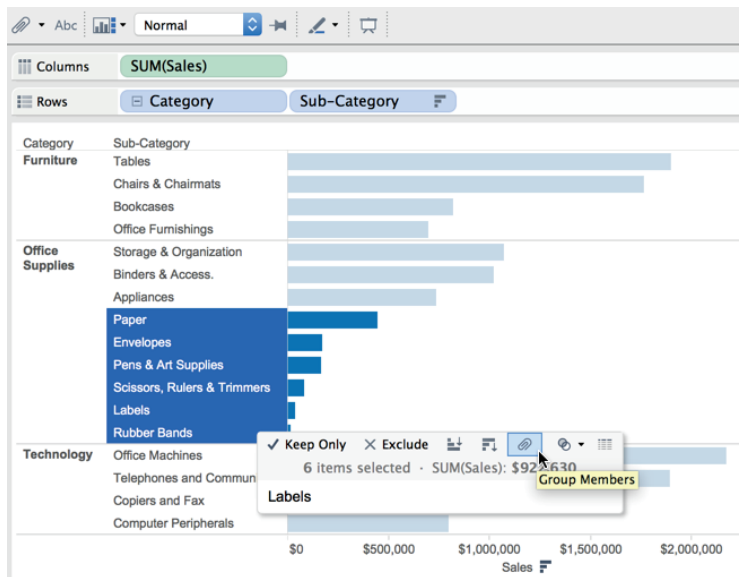 Abc Normal
Columns SUM(Sales)
Rows Category Sub-Category
Category Sub-Category
Furniture Tables
Chairs & Chairmats
Bookcases
Office Furnishings
Office Supplies Storage & Organization
Binders & Access.
Appliances
Paper
Envelopes
Pens & Art Supplies
Scissors, Rulers & Trimmers
Labels
Rubber Bands
Keep Only Exclude
6 items selected · SUM(Sales):
Group Members
Labels
Technology Office Machines
Telephones and Commun
Copiers and Fax
Computer Peripherals
$0 $500,000 $1,000,000 $1,500,000 $2,000,000
Sales